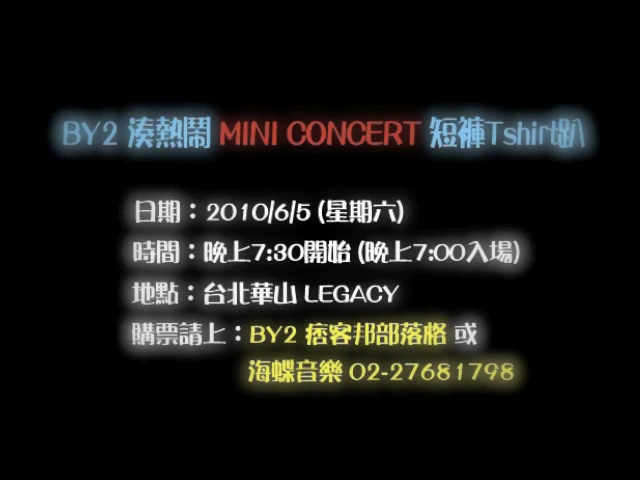 BY2 湊熱鬧 MINI CONCERT 短褲Tshirt趴
日期：2010/6/5 (星期六)
時間：晚上7:30開始 (晚上7:00入場)
地點：台北華山 LEGACY
購票請上：BY2 痞客邦部落格 或
海蝶音樂 02-27681798